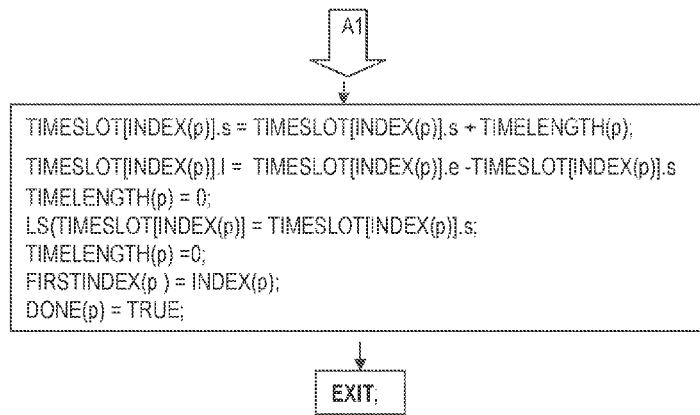 A1
TIMESLOT[INDEX(p)].s = TIMESLOT[INDEX(p)].s + TIMELENGTH(p);
TIMESLOT[INDEX(p)].l = TIMESLOT[INDEX(p)].e -TIMESLOT[INDEX(p)].s
TIMELENGTH(p) = 0;
LS(TIMESLOT[INDEX(p)] = TIMESLOT[INDEX(p)].s;
TIMELENGTH(p) =0;
FIRSTINDEX(p ) = INDEX(p);
DONE(p) = TRUE;
EXIT;